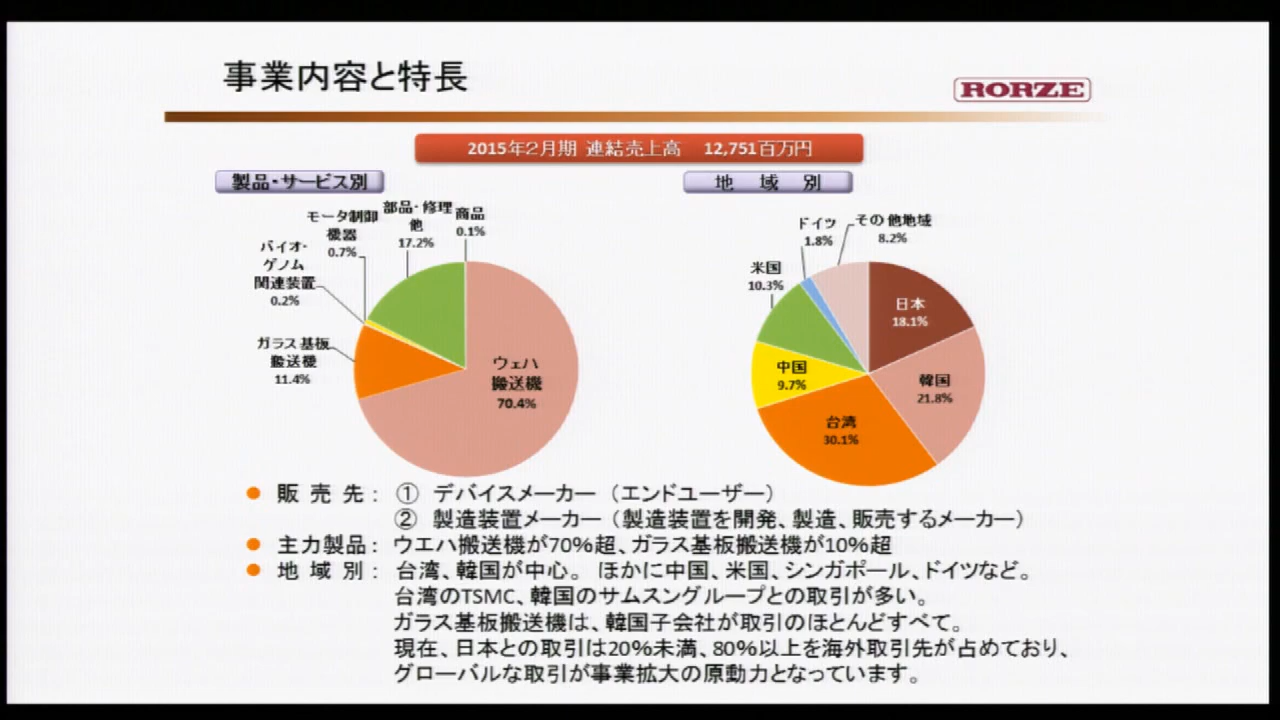 事業内容と特長
RORZE
2015年2月期 連結売上高 12,751百万円
製品・サービス別
モータ制御
機器
0.7%
部品・修理
他
17.2%
商品
0.1%
バイオ・
ゲノム
関連装置
0.2%
ガラス基板
搬送機
11.4%
ウェハ
搬送機
70.4%
地 域 別
ドイツ
1.8%
その他地域
8.2%
米国
10.3%
日本
18.1%
中国
9.7%
韓国
21.8%
台湾
30.1%
販 売 先 : ① デバイスメーカー (エンドユーザー)
② 製造装置メーカー (製造装置を開発、製造、販売するメーカー)
主力製品 : ウエハ搬送機が70%超、ガラス基板搬送機が10%超
地 域 別 : 台湾、韓国が中心。 ほかに中国、米国、シンガポール、ドイツなど。
台湾のTSMC、韓国のサムスングループとの取引が多い。
ガラス基板搬送機は、韓国子会社が取引のほとんどすべて。
現在、日本との取引は20%未満、80%以上を海外取引先が占めており、
グローバルな取引が事業拡大の原動力となっています。